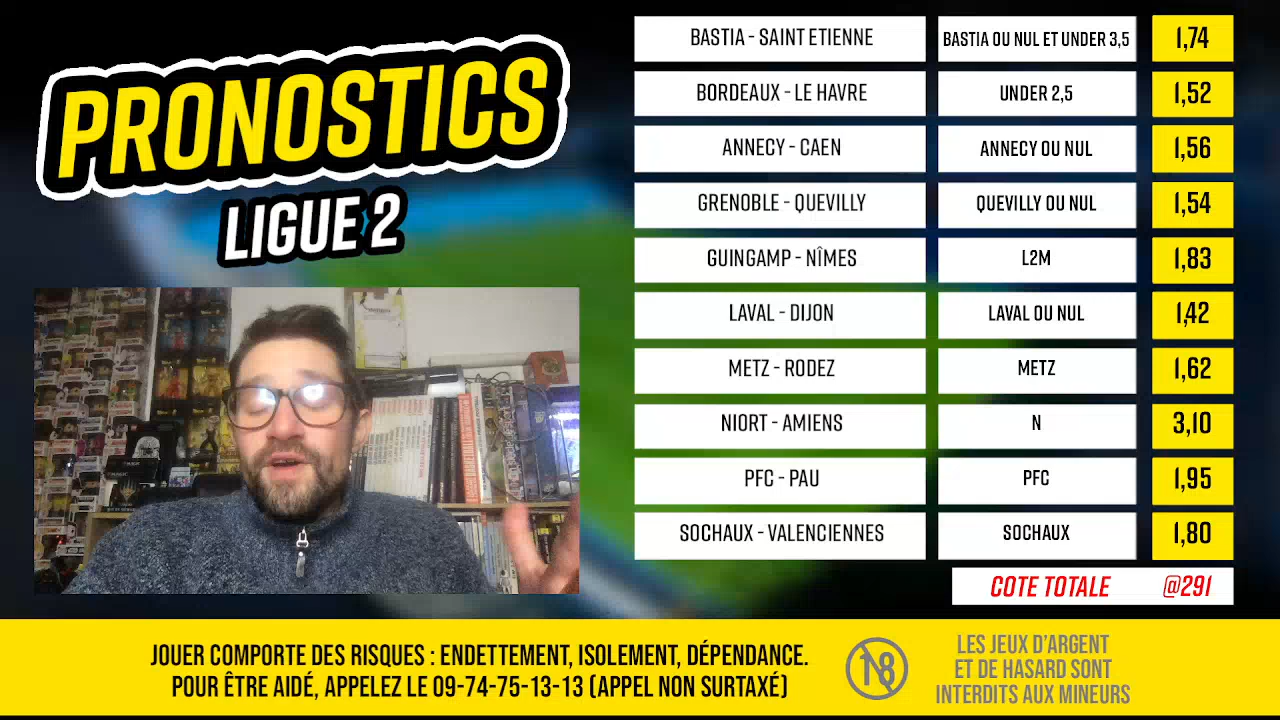 PRONOSTICS
LIGUE 2
BASTIA - SAINT ETIENNE BASTIA OU NUL ET UNDER 3,5 1,74
BORDEAUX - LE HAVRE UNDER 2,5 1,52
ANNECY - CAEN ANNECY OU NUL 1,56
GRENOBLE - QUEVILLY QUEVILLY OU NUL 1,54
GUINGAMP - NÎMES L2M 1,83
LAVAL - DIJON LAVAL OU NUL 1,42
METZ - RODEZ METZ 1,62
NIORT - AMIENS N 3,10
PFC - PAU PFC 1,95
SOCHAUX - VALENCIENNES SOCHAUX 1,80
COTE TOTALE @291
JOUER COMPORTE DES RISQUES : ENDETTEMENT, ISOLEMENT, DÉPENDANCE.
POUR ÊTRE AIDÉ, APPELEZ LE 09-74-75-13-13 (APPEL NON SURTAXÉ)
18
LES JEUX D'ARGENT
ET DE HASARD SONT
INTERDITS AUX MINEURS